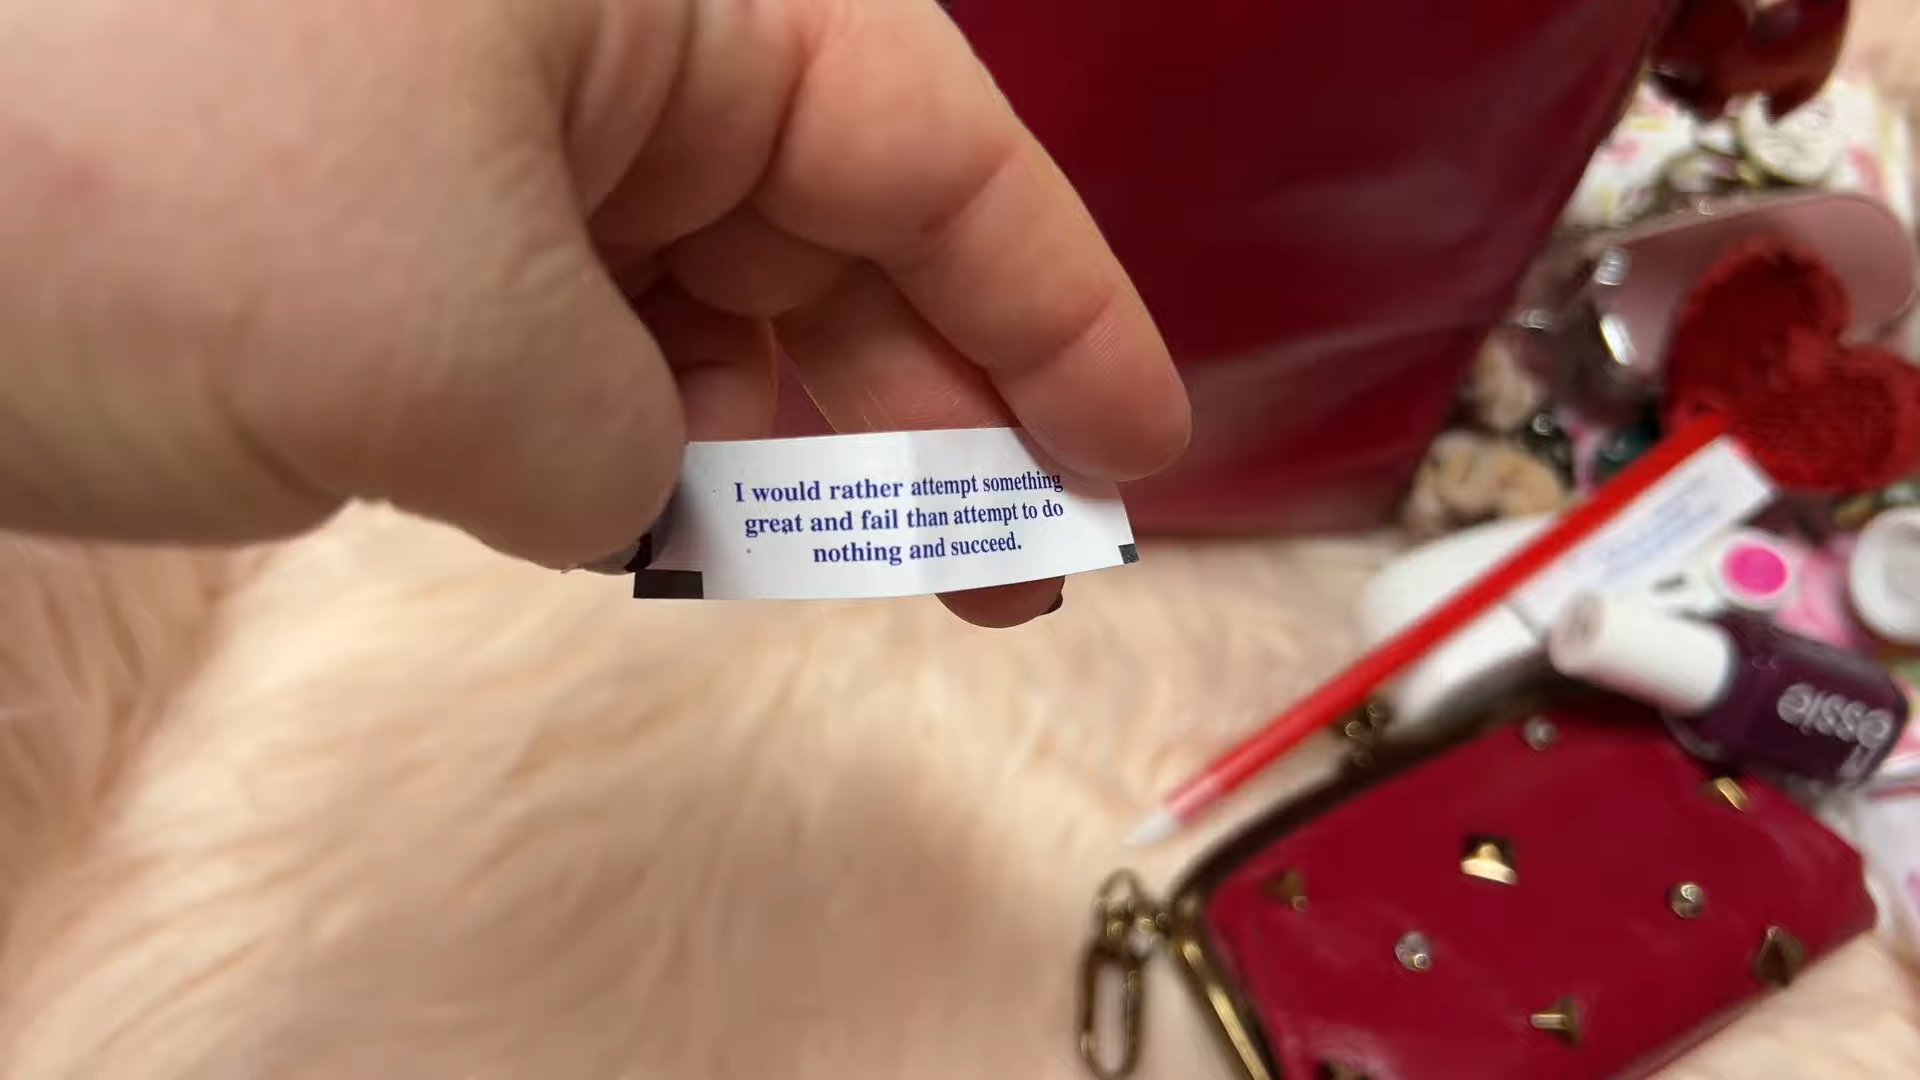 I would rather attempt something
great and fail than attempt to do
nothing and succeed.
essie